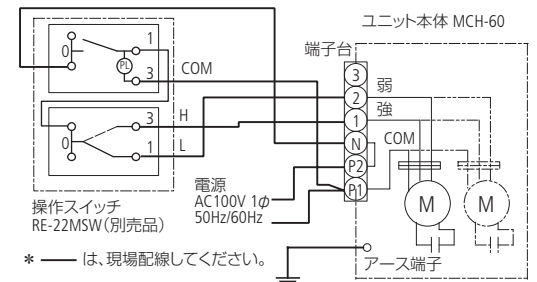 ユニット本体 MCH-60
端子台
0
1
PL
3
COM
3
H
0
1
L
3
2
1
N
P2
P1
弱
強
COM
M
M
電源
AC100V 1φ
50Hz/60Hz
操作スイッチ
RE-22MSW(別売品)
アース端子
* ── は、現場配線してください。